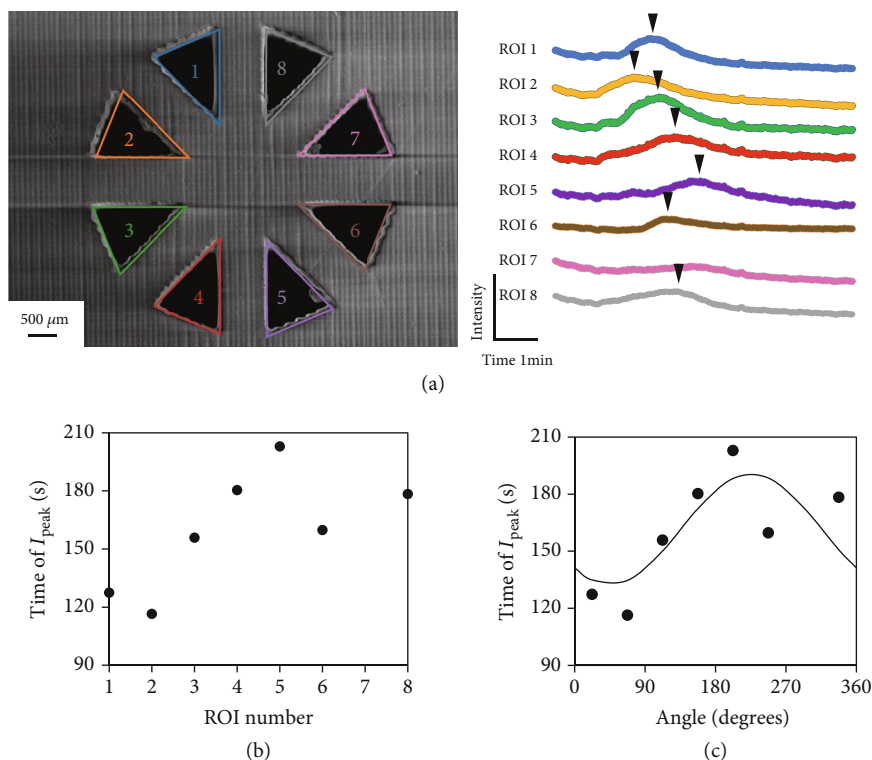 1
8
2
7
3
6
4
5
500 µm
ROI 1
ROI 2
ROI 3
ROI 4
ROI 5
ROI 6
ROI 7
ROI 8
Intensity
Time 1min
(a)
210
180
150
120
90
Time of Ipeak (s)
1 2 3 4 5 6 7 8
ROI number
(b)
210
180
150
120
90
Time of Ipeak (s)
0 90 180 270 360
Angle (degrees)
(c)